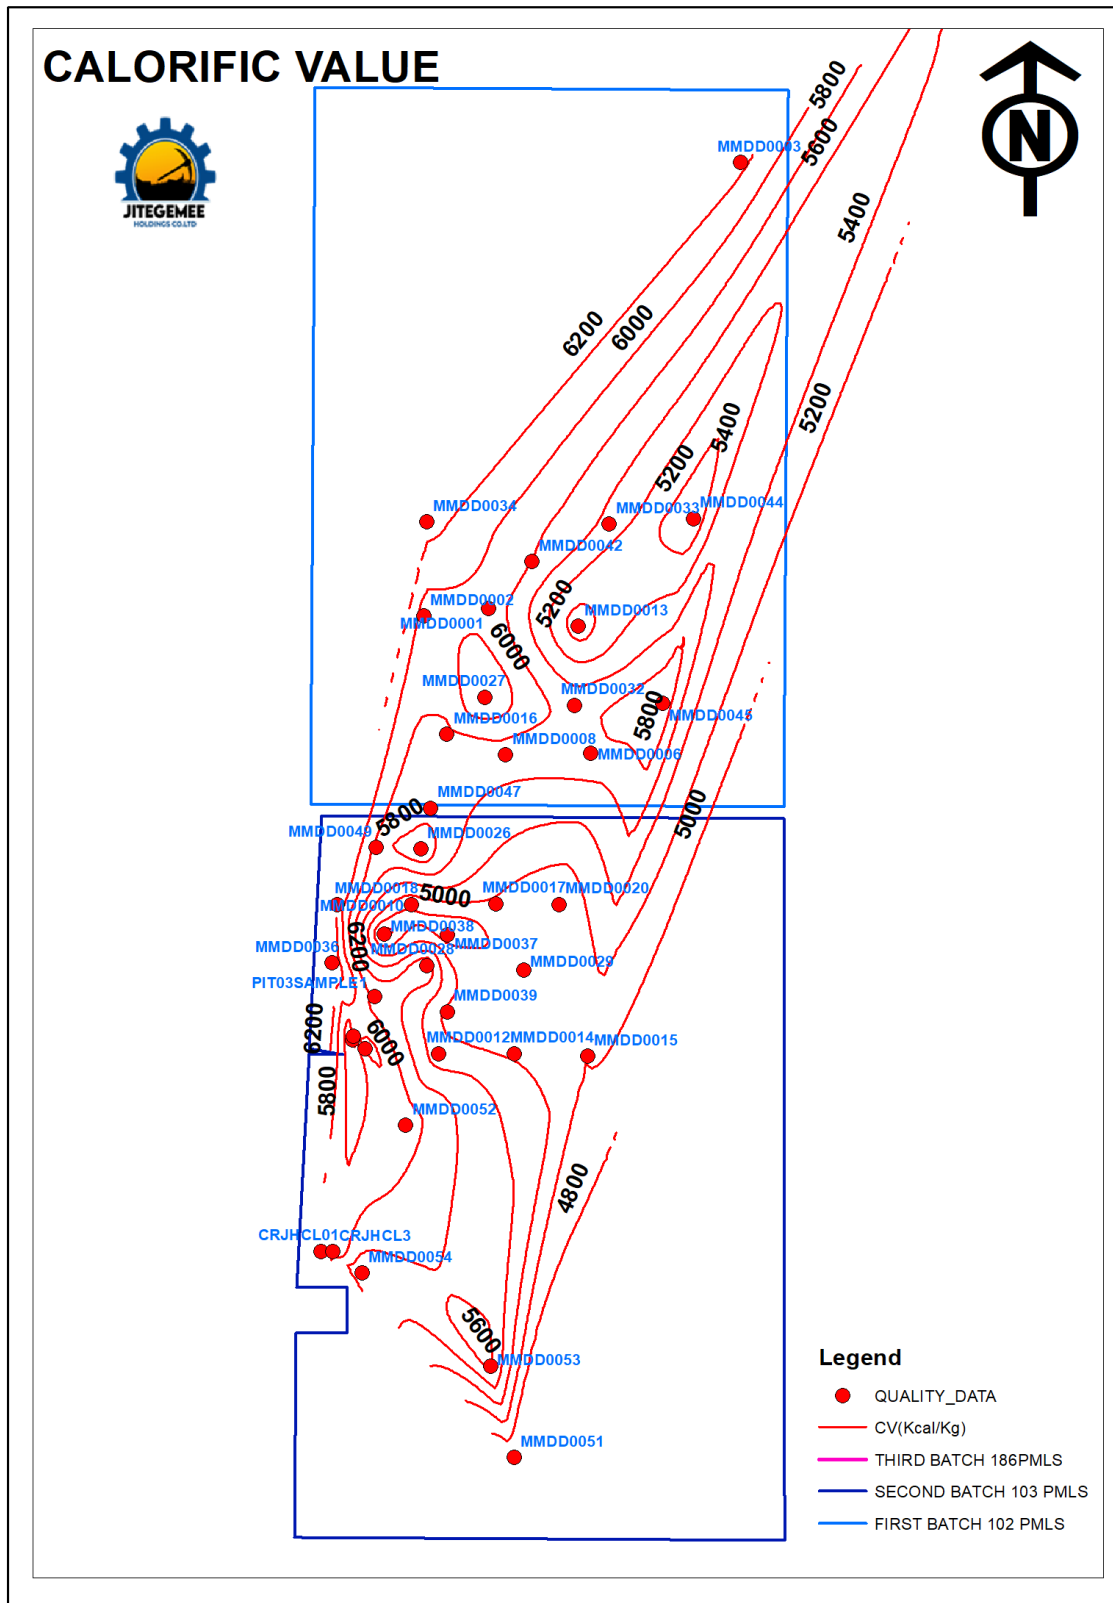 CALORIFIC VALUE
JITEGEMEE
HOLDINGS CO.LTD
N
5800
5600
MMDD0003
5400
6200
6000
5400
5200
5200
MMDD0034
MMDD0033
MMDD0044
MMDD0042
5200
MMDD0002
MMDD0001
MMDD0013
6000
MMDD0027
MMDD0032
5800
MMDD0045
MMDD0016
MMDD0008
MMDD0006
MMDD0047
5800
5000
MMDD0049
MMDD0026
MMDD0018
5000
MMDD0017
MMDD0020
MMDD0010
MMDD0038
6200
MMDD0037
MMDD0036
MMDD0028
MMDD0029
PIT03SAMPLE1
MMDD0039
6200
6000
MMDD0012
MMDD0014
MMDD0015
5800
MMDD0052
4800
CRJHCL01
CRJHCL3
MMDD0054
5600
MMDD0053
MMDD0051
Legend
QUALITY_DATA
CV(Kcal/Kg)
THIRD BATCH 186PMLS
SECOND BATCH 103 PMLS
FIRST BATCH 102 PMLS